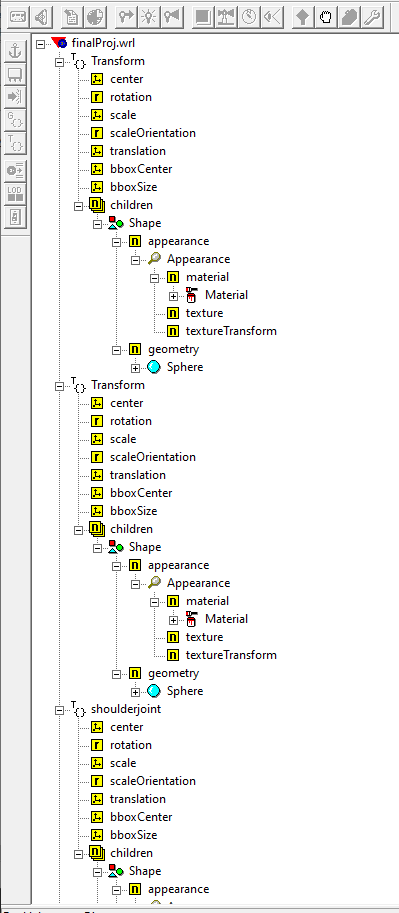 finalProj.wrl
Transform
center
rotation
scale
scaleOrientation
translation
bboxCenter
bboxSize
children
Shape
appearance
Appearance
material
Material
texture
textureTransform
geometry
Sphere
Transform
center
rotation
scale
scaleOrientation
translation
bboxCenter
bboxSize
children
Shape
appearance
Appearance
material
Material
texture
textureTransform
geometry
Sphere
shoulderjoint
center
rotation
scale
scaleOrientation
translation
bboxCenter
bboxSize
children
Shape
appearance